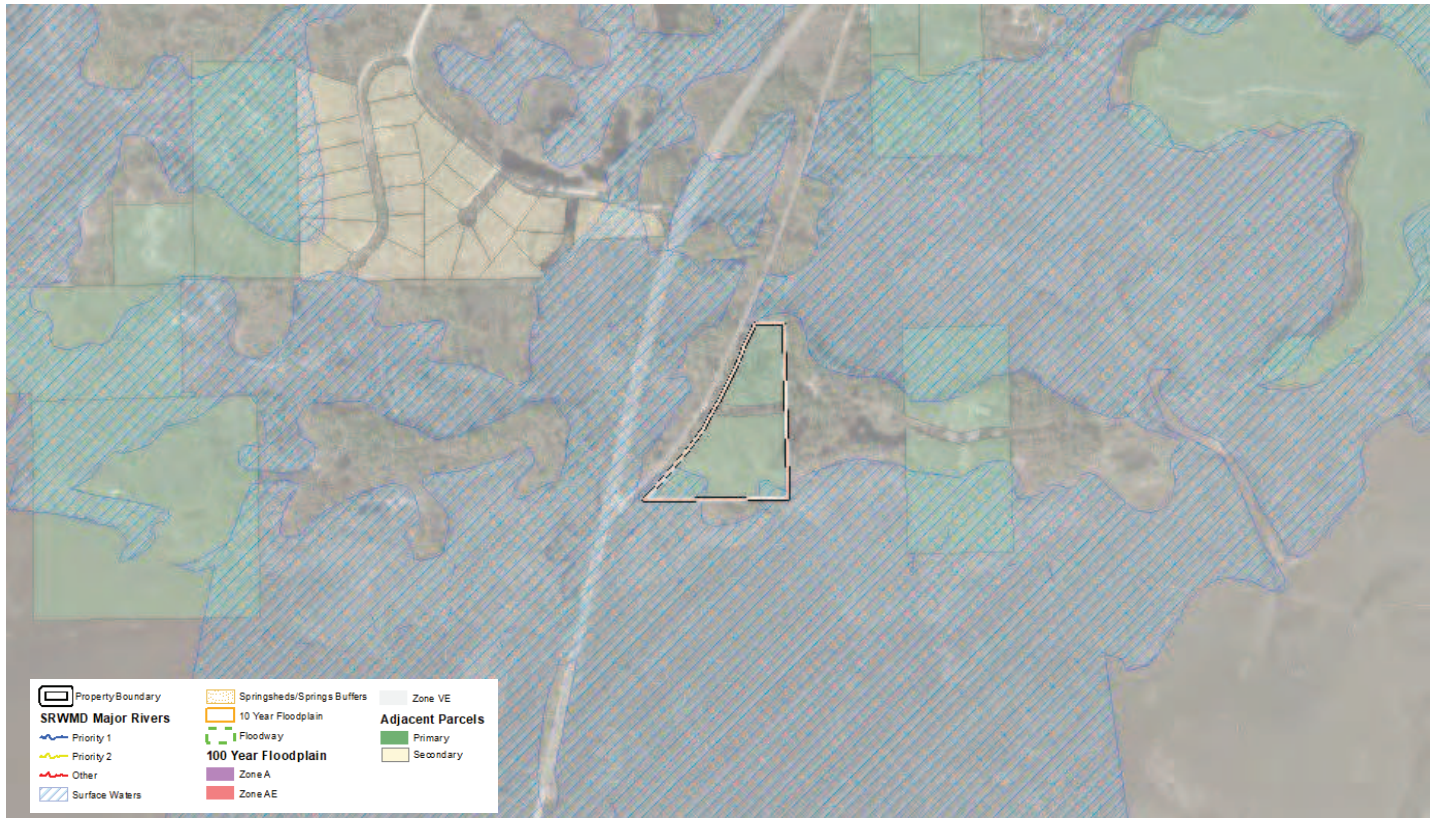 Property Boundary
SRWMD Major Rivers
Priority 1
Priority 2
Other
Surface Waters
Springsheds/Springs Buffers
10 Year Floodplain
Floodway
100 Year Floodplain
Zone A
Zone AE
Zone VE
Adjacent Parcels
Primary
Secondary